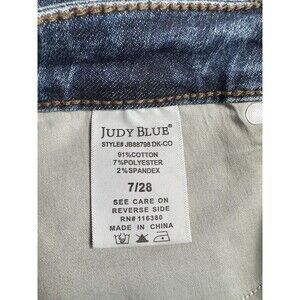 JUDY BLUE®
STYLE# JB88798 DK-CO
91%COTTON
7%POLYESTER
2%SPANDEX
7/28
SEE CARE ON
REVERSE SIDE
RN# 116380
MADE IN CHINA